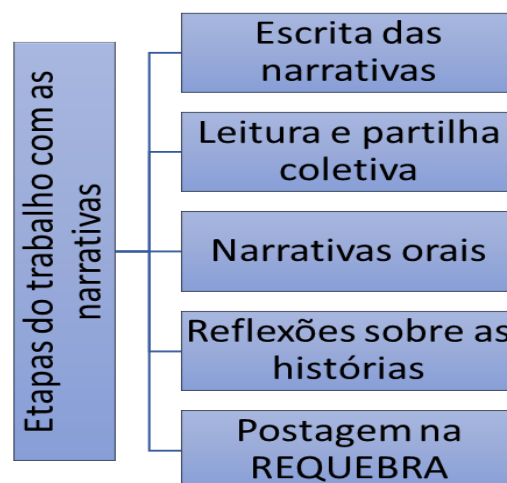 Etapas do trabalho com as
narrativas
Escrita das
narrativas
Leitura e partilha
coletiva
Narrativas orais
Reflexões sobre as
histórias
Postagem na
REQUEBRA